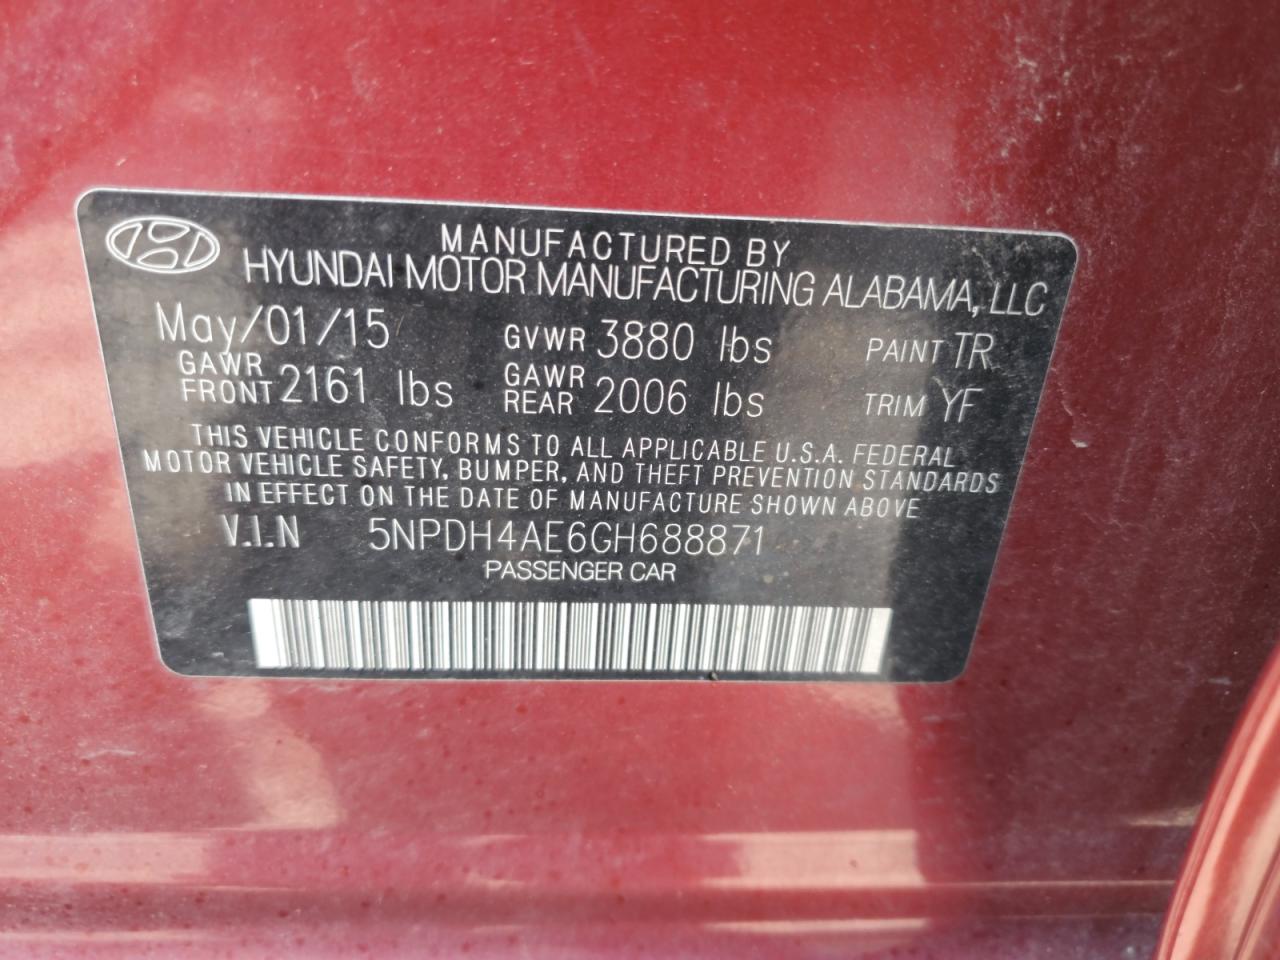 MANUFACTURED BY
HYUNDAI MOTOR MANUFACTURING ALABAMA, LLC
May/01/15 GVWR 3880 lbs PAINT TR
GAWR FRONT 2161 lbs GAWR REAR 2006 lbs TRIM YF
THIS VEHICLE CONFORMS TO ALL APPLICABLE U.S.A. FEDERAL
MOTOR VEHICLE SAFETY, BUMPER, AND THEFT PREVENTION STANDARDS
IN EFFECT ON THE DATE OF MANUFACTURE SHOWN ABOVE
V.I.N 5NPDH4AE6GH688871
PASSENGER CAR